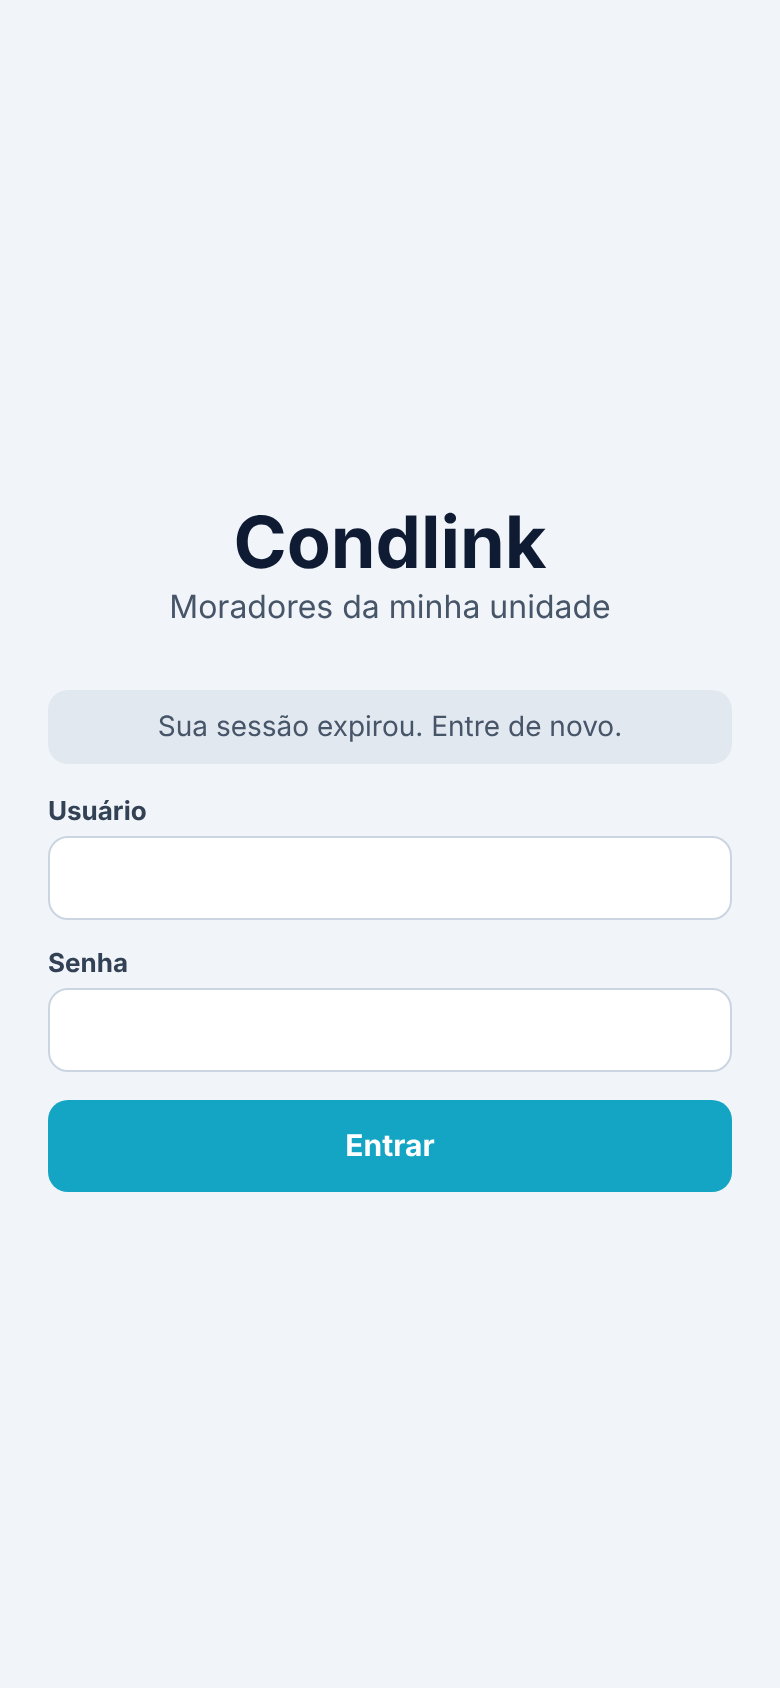 Condlink
Moradores da minha unidade
Sua sessão expirou. Entre de novo.
Usuário
Senha
Entrar